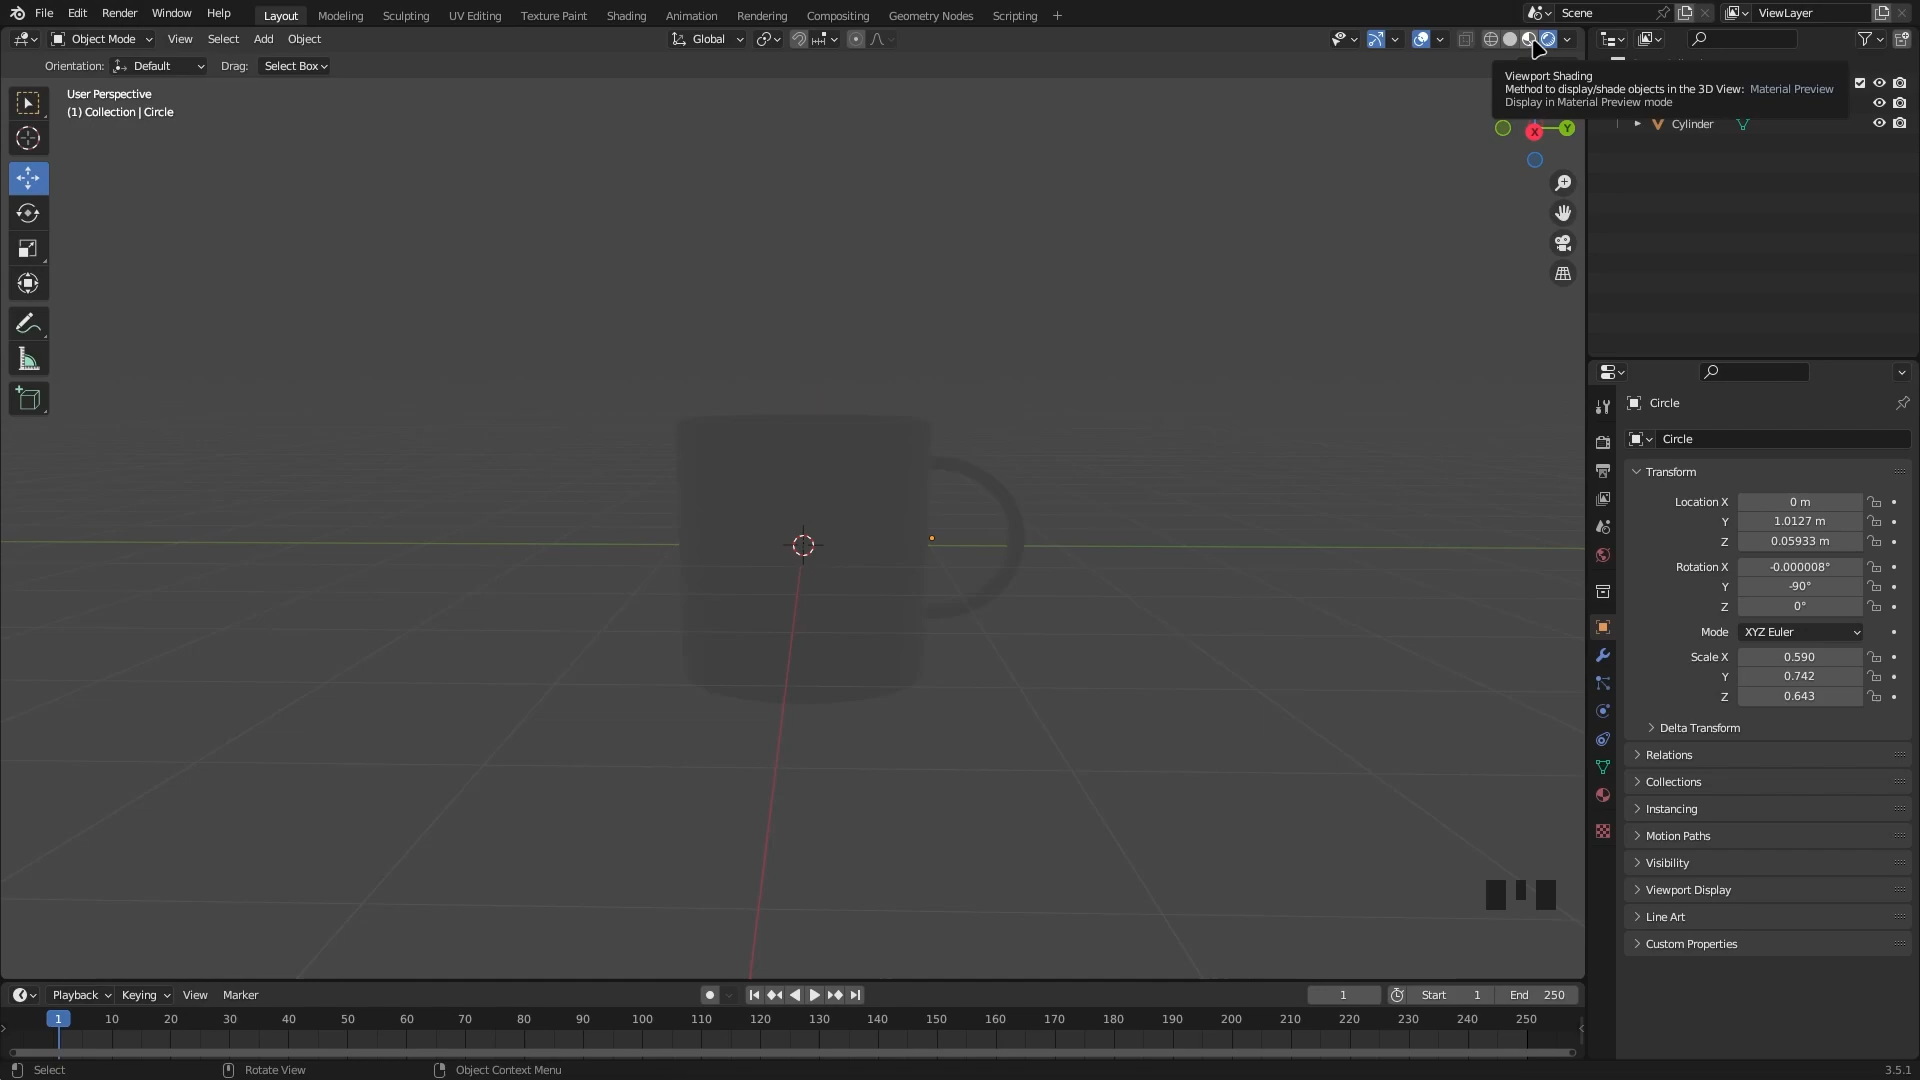 File Edit Render Window Help Layout Modeling Sculpting UV Editing Texture Paint Shading Animation Rendering Compositing Geometry Nodes Scripting + Scene ViewLayer
Object Mode View Select Add Object Global
Orientation: Default Drag: Select Box
Viewport Shading
Method to display/shade objects in the 3D View: Material Preview
Display in Material Preview mode
User Perspective
(1) Collection | Circle
X Y
Cylinder
Circle
Circle
Transform
Location X 0 m
Y 1.0127 m
Z 0.05933 m
Rotation X -0.000008°
Y -90°
Z 0°
Mode XYZ Euler
Scale X 0.590
Y 0.742
Z 0.643
Delta Transform
Relations
Collections
Instancing
Motion Paths
Visibility
Viewport Display
Line Art
Custom Properties
Playback Keying View Marker 1 Start 1 End 250
1 10 20 30 40 50 60 70 80 90 100 110 120 130 140 150 160 170 180 190 200 210 220 230 240 250
Select Rotate View Object Context Menu 3.5.1